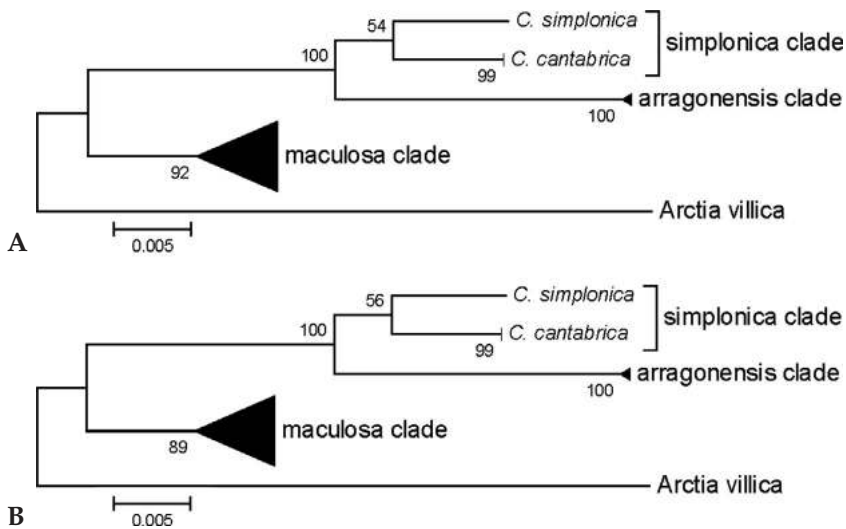 54
C. simplonica
simplonica clade
100
C. cantabrica
99
arragonensis clade
100
maculosa clade
92
Arctia villica
A
0.005
56
C. simplonica
simplonica clade
100
C. cantabrica
99
arragonensis clade
100
maculosa clade
89
Arctia villica
B
0.005